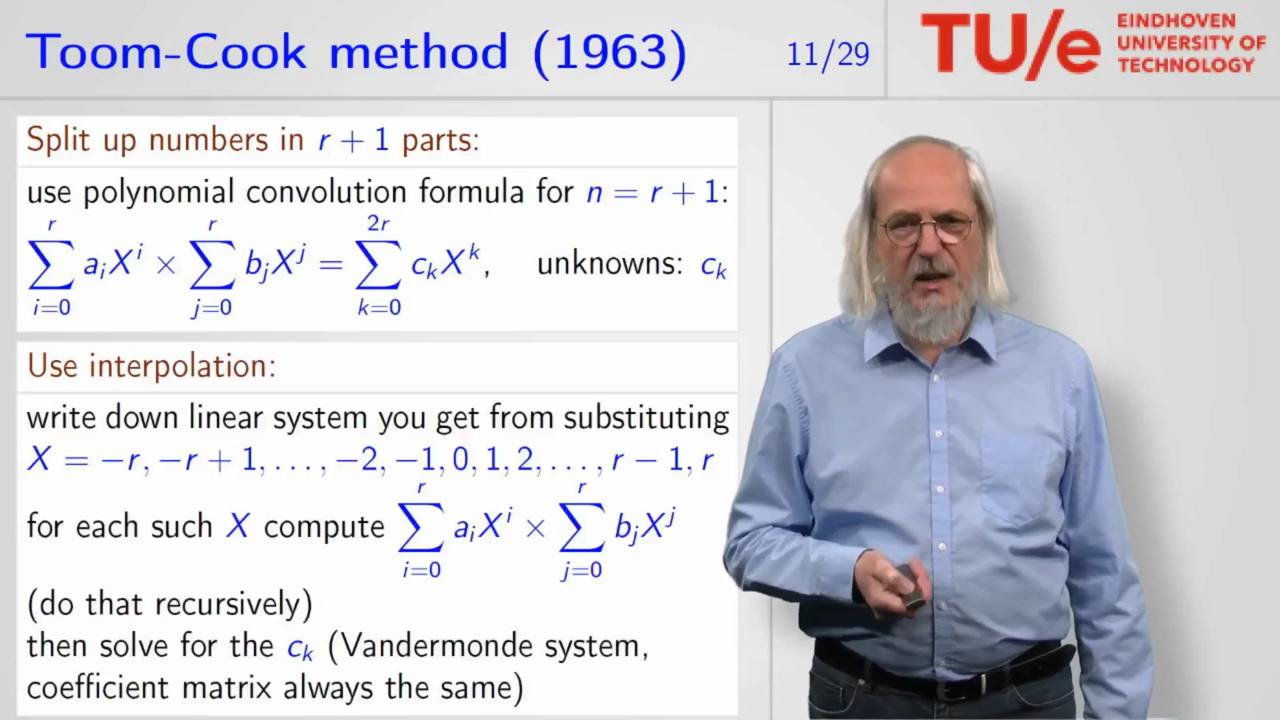 Toom-Cook method (1963)
11/29
TU/e
EINDHOVEN
UNIVERSITY OF
TECHNOLOGY
Split up numbers in r + 1 parts:
use polynomial convolution formula for n = r + 1:
∑_{i=0}^{r} a_i X^i × ∑_{j=0}^{r} b_j X^j = ∑_{k=0}^{2r} c_k X^k, unknowns: c_k
Use interpolation:
write down linear system you get from substituting
X = −r, −r + 1, . . . , −2, −1, 0, 1, 2, . . . , r − 1, r
for each such X compute ∑_{i=0}^{r} a_i X^i × ∑_{j=0}^{r} b_j X^j
(do that recursively)
then solve for the c_k (Vandermonde system,
coefficient matrix always the same)